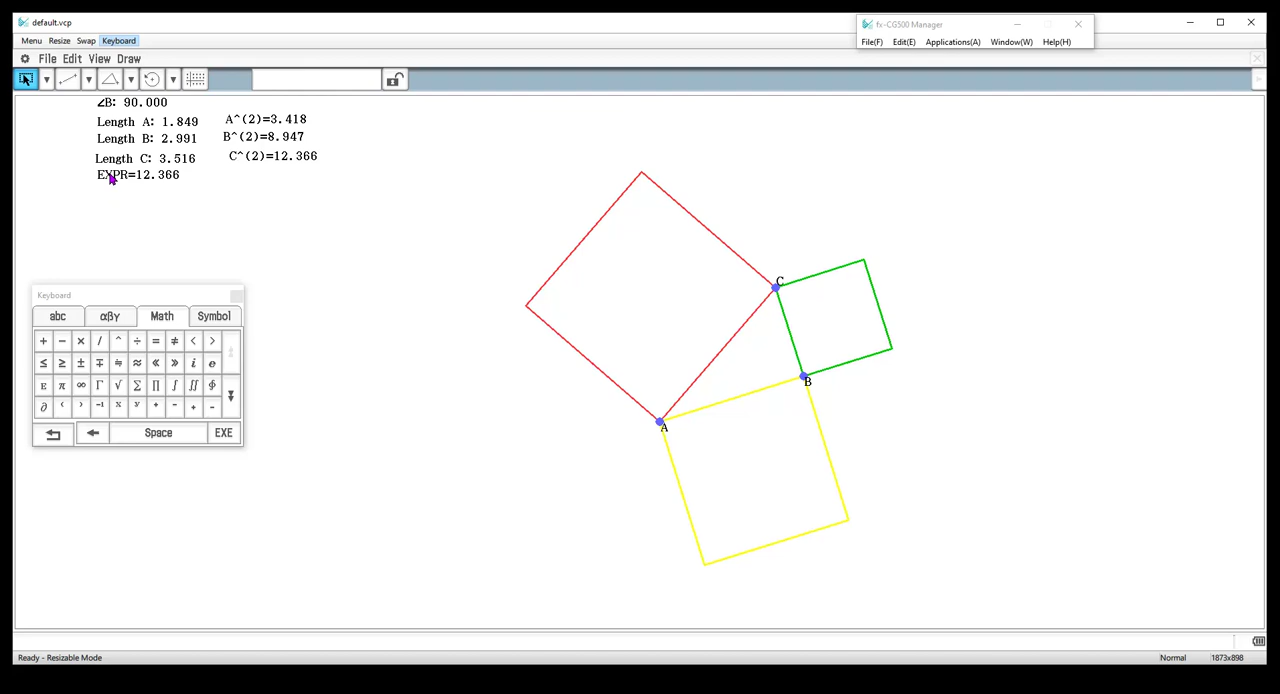 default.vcp
fx-CG500 Manager
Menu Resize Swap Keyboard
File(F) Edit(E) Applications(A) Window(W) Help(H)
File Edit View Draw
∠B: 90.000
Length A: 1.849 A^(2)=3.418
Length B: 2.991 B^(2)=8.947
Length C: 3.516 C^(2)=12.366
EXPR=12.366
C
B
A
Keyboard
abc αβγ Math Symbol
+ − × / ^ ÷ = ≠ < >
≤ ≥ ± ∓ ≒ ≈ « » i e
E π ∞ Γ √ ∑ ∏ ∫ ∬ ∮
∂ ‹ › −1 x y + − + −
Space EXE
Ready - Resizable Mode
Normal 1873x898